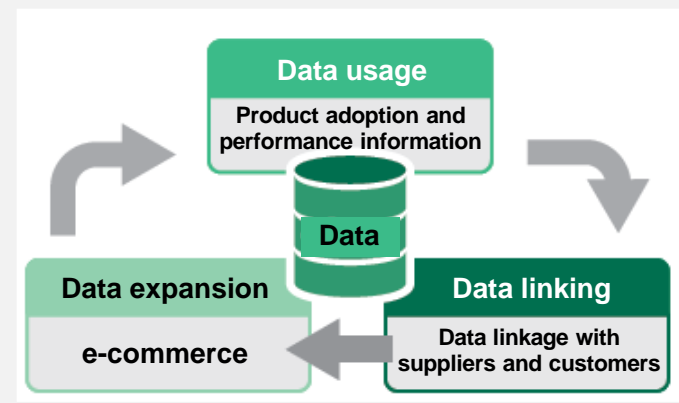 Data usage
Product adoption and
performance information
Data
Data expansion
e-commerce
Data linking
Data linkage with
suppliers and customers